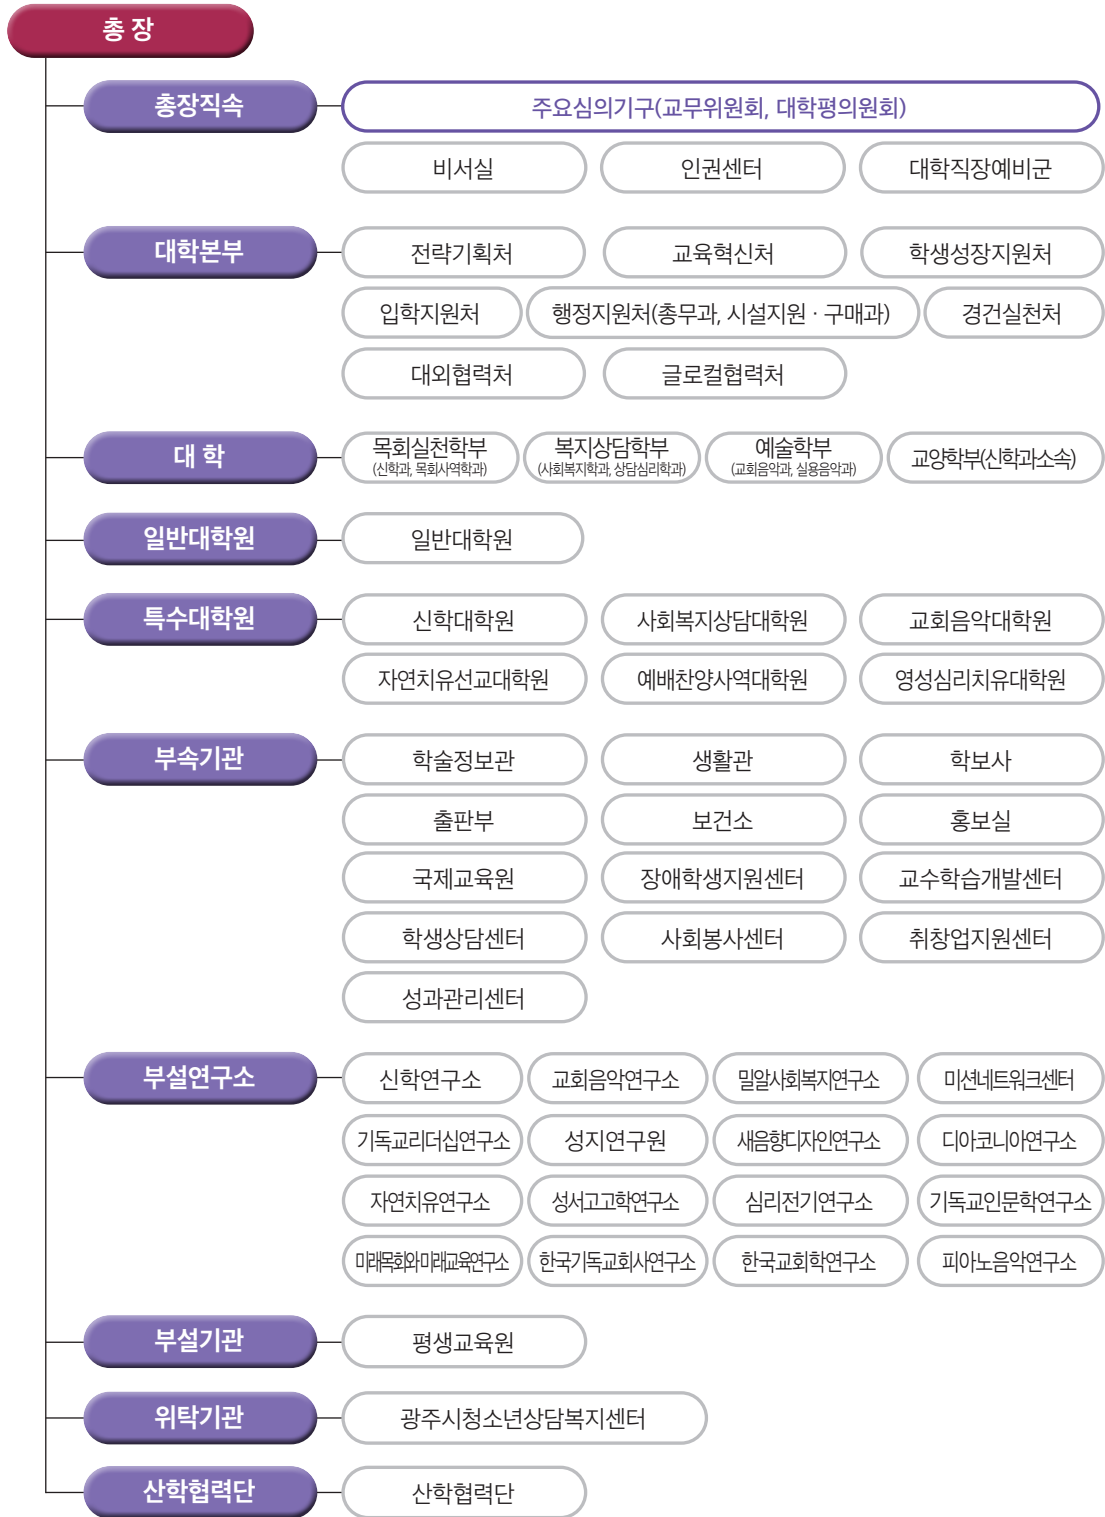 총 장
총장직속
주요심의기구(교무위원회, 대학평의원회)
비서실
인권센터
대학직장예비군
대학본부
전략기획처
교육혁신처
학생성장지원처
입학지원처
행정지원처(총무과, 시설지원 · 구매과)
경건실천처
대외협력처
글로컬협력처
대 학
목회실천학부
(신학과, 목회사역학과)
복지상담학부
(사회복지학과, 상담심리학과)
예술학부
(교회음악과, 실용음악과)
교양학부(신학과소속)
일반대학원
일반대학원
특수대학원
신학대학원
사회복지상담대학원
교회음악대학원
자연치유선교대학원
예배찬양사역대학원
영성심리치유대학원
부속기관
학술정보관
생활관
학보사
출판부
보건소
홍보실
국제교육원
장애학생지원센터
교수학습개발센터
학생상담센터
사회봉사센터
취창업지원센터
성과관리센터
부설연구소
신학연구소
교회음악연구소
밀알사회복지연구소
미션네트워크센터
기독교리더십연구소
성지연구원
새음향디자인연구소
디아코니아연구소
자연치유연구소
성서고고학연구소
심리전기연구소
기독교인문학연구소
미래목회와미래교육연구소
한국기독교회사연구소
한국교회학연구소
피아노음악연구소
부설기관
평생교육원
위탁기관
광주시청소년상담복지센터
산학협력단
산학협력단